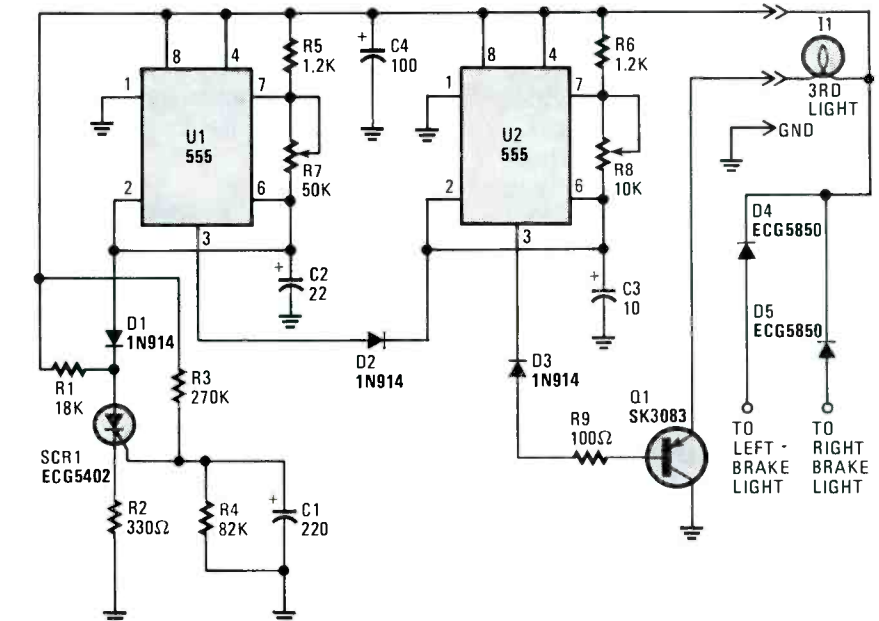 R5
1.2K
+
C4
100
R6
1.2K
I1
3RD
LIGHT
GND
8
4
1
7
U1
555
R7
50K
2
6
3
8
4
1
7
U2
555
R8
10K
2
6
3
+
C2
22
+
C3
10
D4
ECG5850
D5
ECG5850
D1
1N914
D2
1N914
D3
1N914
R1
18K
R3
270K
R9
100Ω
Q1
SK3083
TO
LEFT -
BRAKE
LIGHT
TO
RIGHT
BRAKE
LIGHT
SCR1
ECG5402
R2
330Ω
R4
82K
+
C1
220